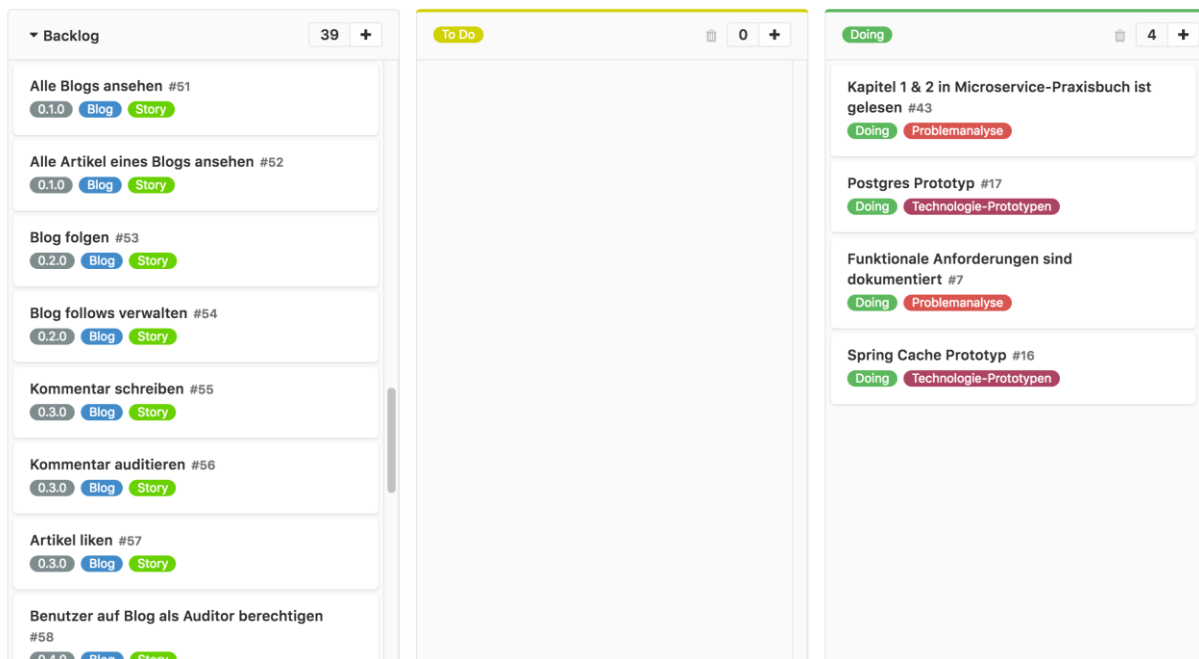 Backlog 39 +
Alle Blogs ansehen #51
0.1.0 Blog Story
Alle Artikel eines Blogs ansehen #52
0.1.0 Blog Story
Blog folgen #53
0.2.0 Blog Story
Blog follows verwalten #54
0.2.0 Blog Story
Kommentar schreiben #55
0.3.0 Blog Story
Kommentar auditieren #56
0.3.0 Blog Story
Artikel liken #57
0.3.0 Blog Story
Benutzer auf Blog als Auditor berechtigen
#58
0.4.0 Blog Story
To Do 0 +
Doing 4 +
Kapitel 1 & 2 in Microservice-Praxisbuch ist
gelesen #43
Doing Problemanalyse
Postgres Prototyp #17
Doing Technologie-Prototypen
Funktionale Anforderungen sind
dokumentiert #7
Doing Problemanalyse
Spring Cache Prototyp #16
Doing Technologie-Prototypen